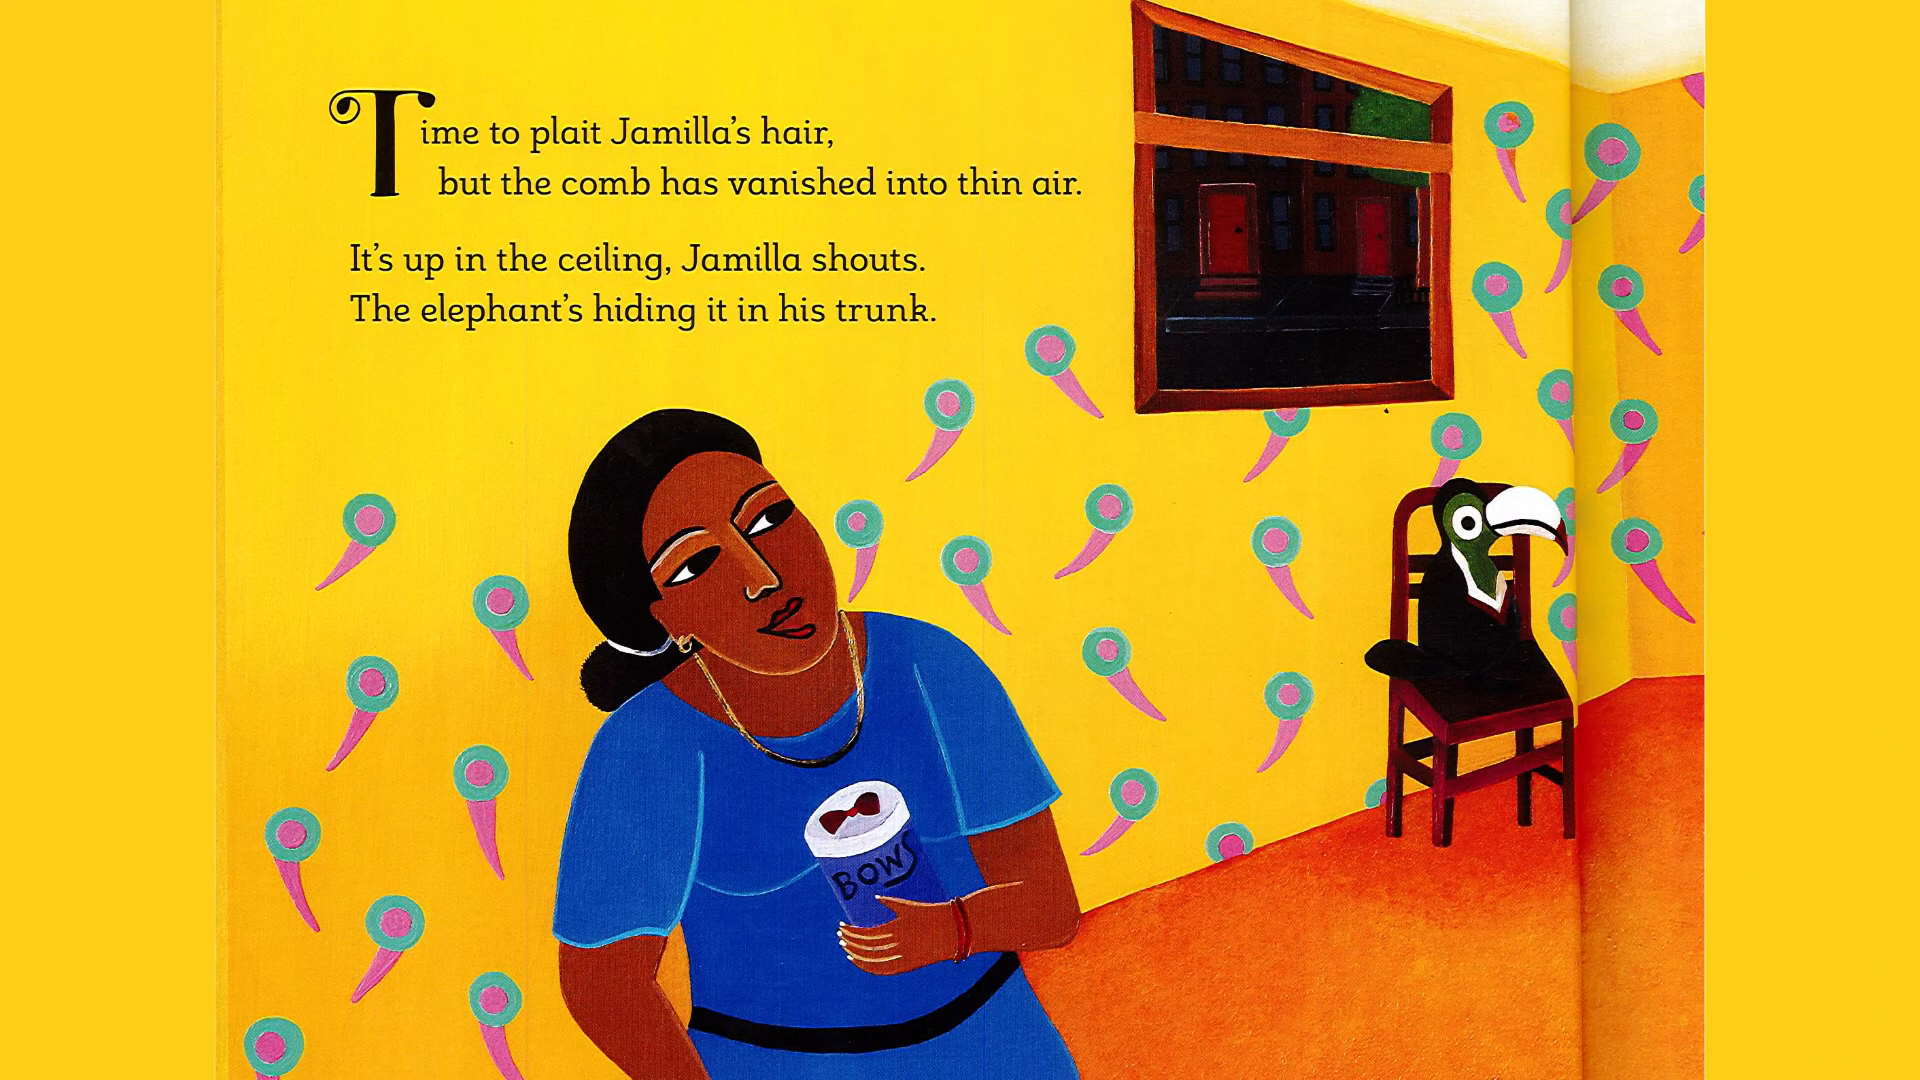 Time to plait Jamilla's hair,
but the comb has vanished into thin air.
It's up in the ceiling, Jamilla shouts.
The elephant's hiding it in his trunk.
BOWS